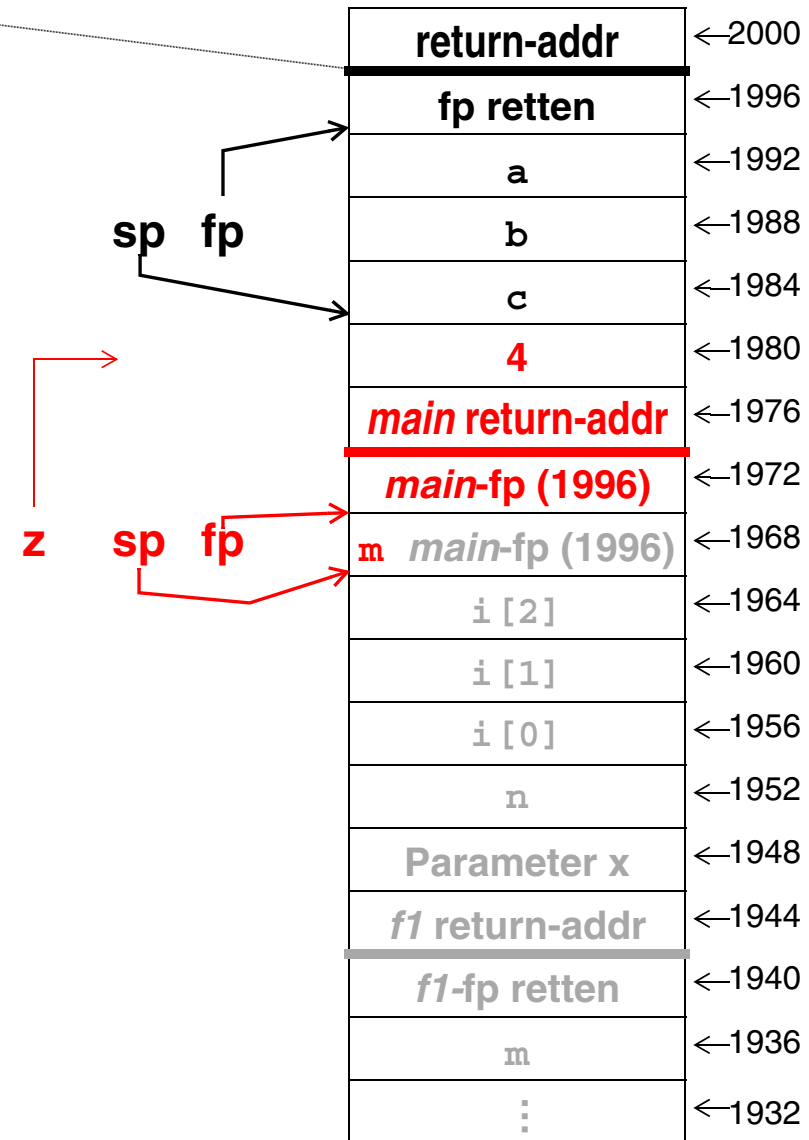 return-addr 2000
fp retten 1996
a 1992
sp fp b 1988
c 1984
4 1980
main return-addr 1976
main-fp (1996) 1972
z sp fp m main-fp (1996) 1968
i[2] 1964
i[1] 1960
i[0] 1956
n 1952
Parameter x 1948
f1 return-addr 1944
f1-fp retten 1940
m 1936
⋮ 1932